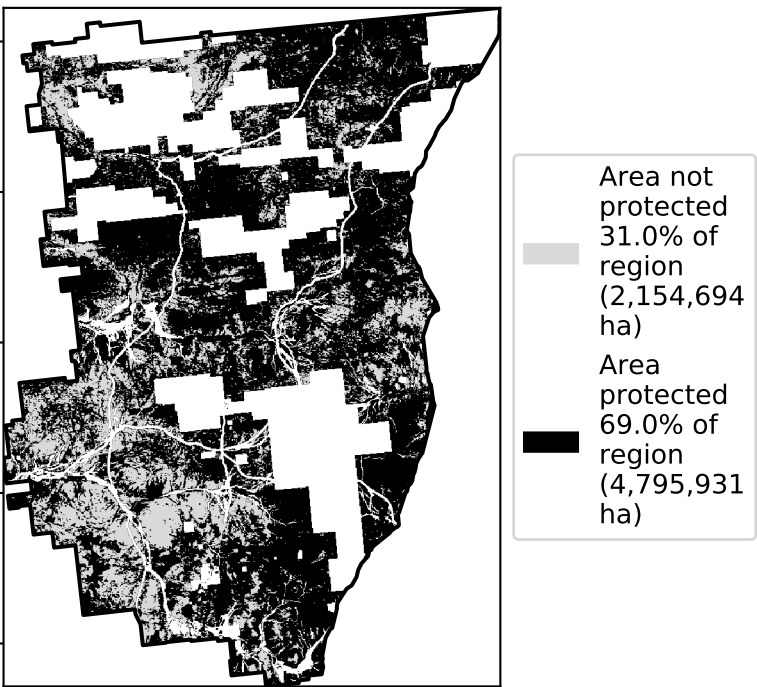 Area not
protected
31.0% of
region
(2,154,694
ha)
Area
protected
69.0% of
region
(4,795,931
ha)